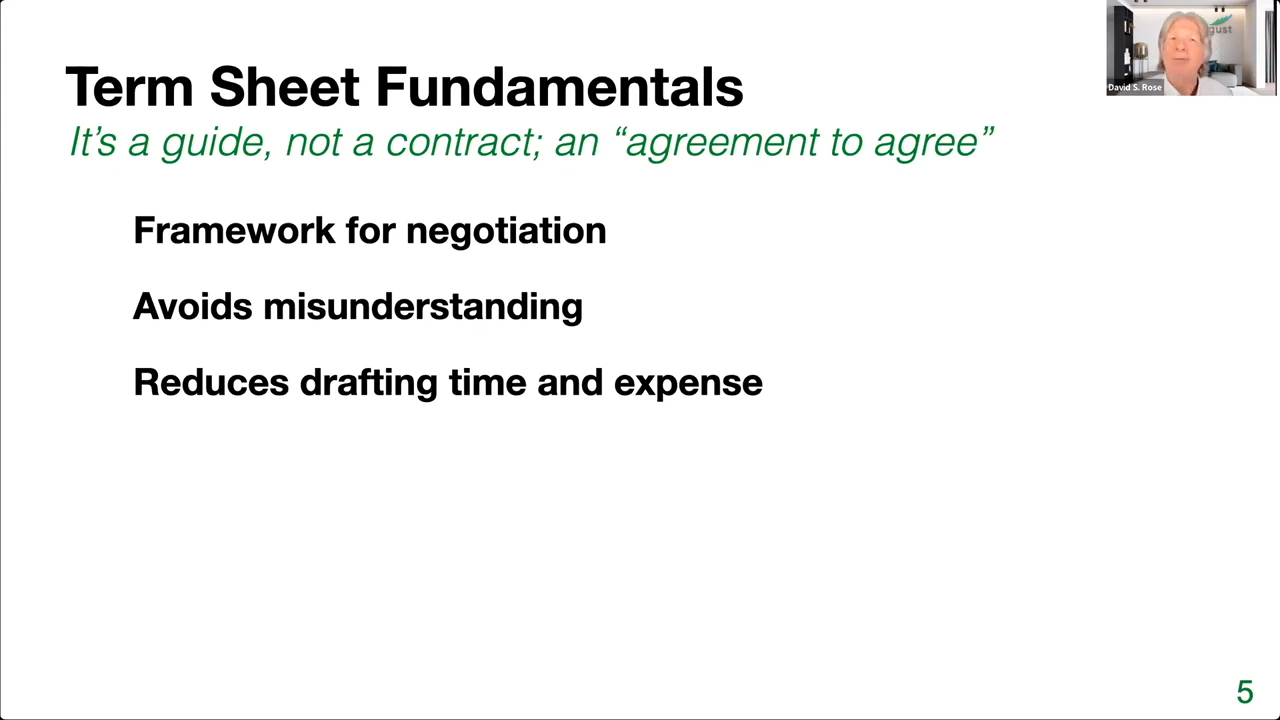 Term Sheet Fundamentals
It’s a guide, not a contract; an “agreement to agree”
Framework for negotiation
Avoids misunderstanding
Reduces drafting time and expense
David S. Rose
5